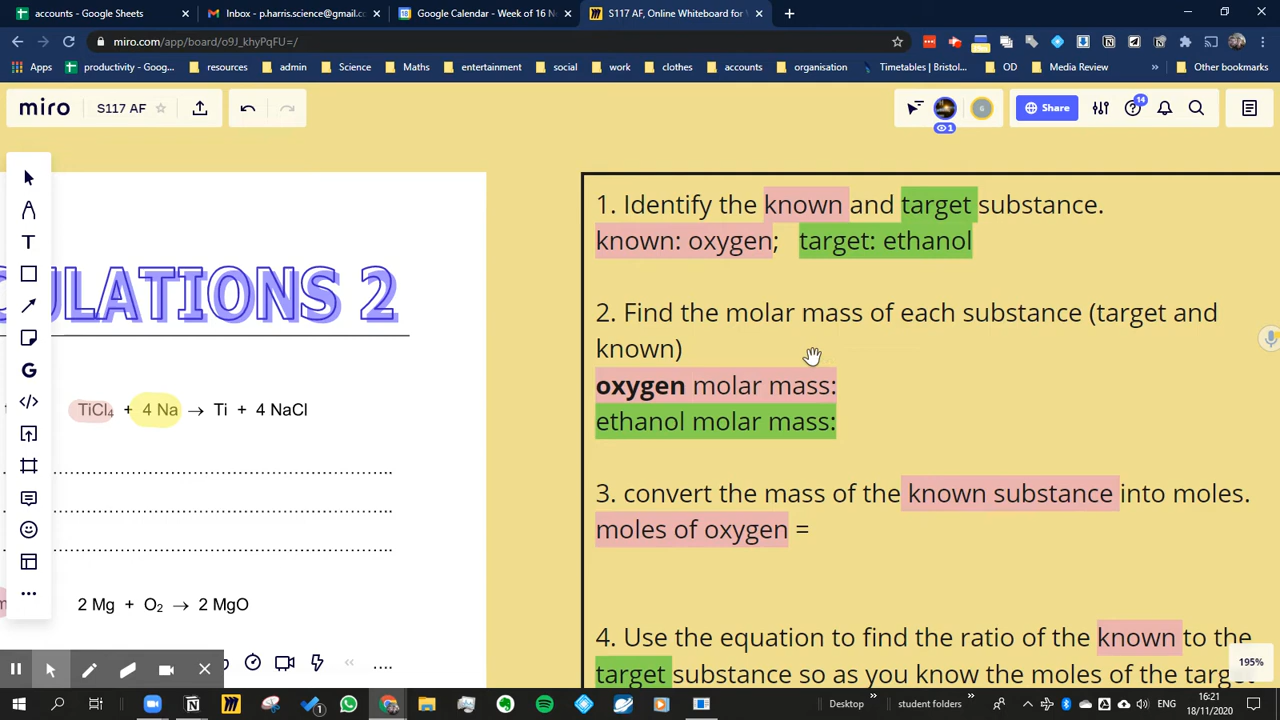 accounts - Google Sheets
Inbox - p.harris.science@gmail.co
Google Calendar - Week of 16 N
S117 AF, Online Whiteboard for
miro.com/app/board/o9J_khyPqFU=/
Apps
productivity - Goog...
resources
admin
Science
Maths
entertainment
social
work
clothes
accounts
organisation
Timetables | Bristol...
OD
Media Review
»
Other bookmarks
miro
S117 AF
14
Share
1
1. Identify the known and target substance.
known: oxygen; target: ethanol
2. Find the molar mass of each substance (target and
known)
oxygen molar mass:
ethanol molar mass:
3. convert the mass of the known substance into moles.
moles of oxygen =
4. Use the equation to find the ratio of the known to the
target substance so as you know the moles of the target
ULATIONS 2
TiCl₄ + 4 Na → Ti + 4 NaCl
2 Mg + O₂ → 2 MgO
195%
Desktop
»
student folders
»
ENG
16:21
18/11/2020